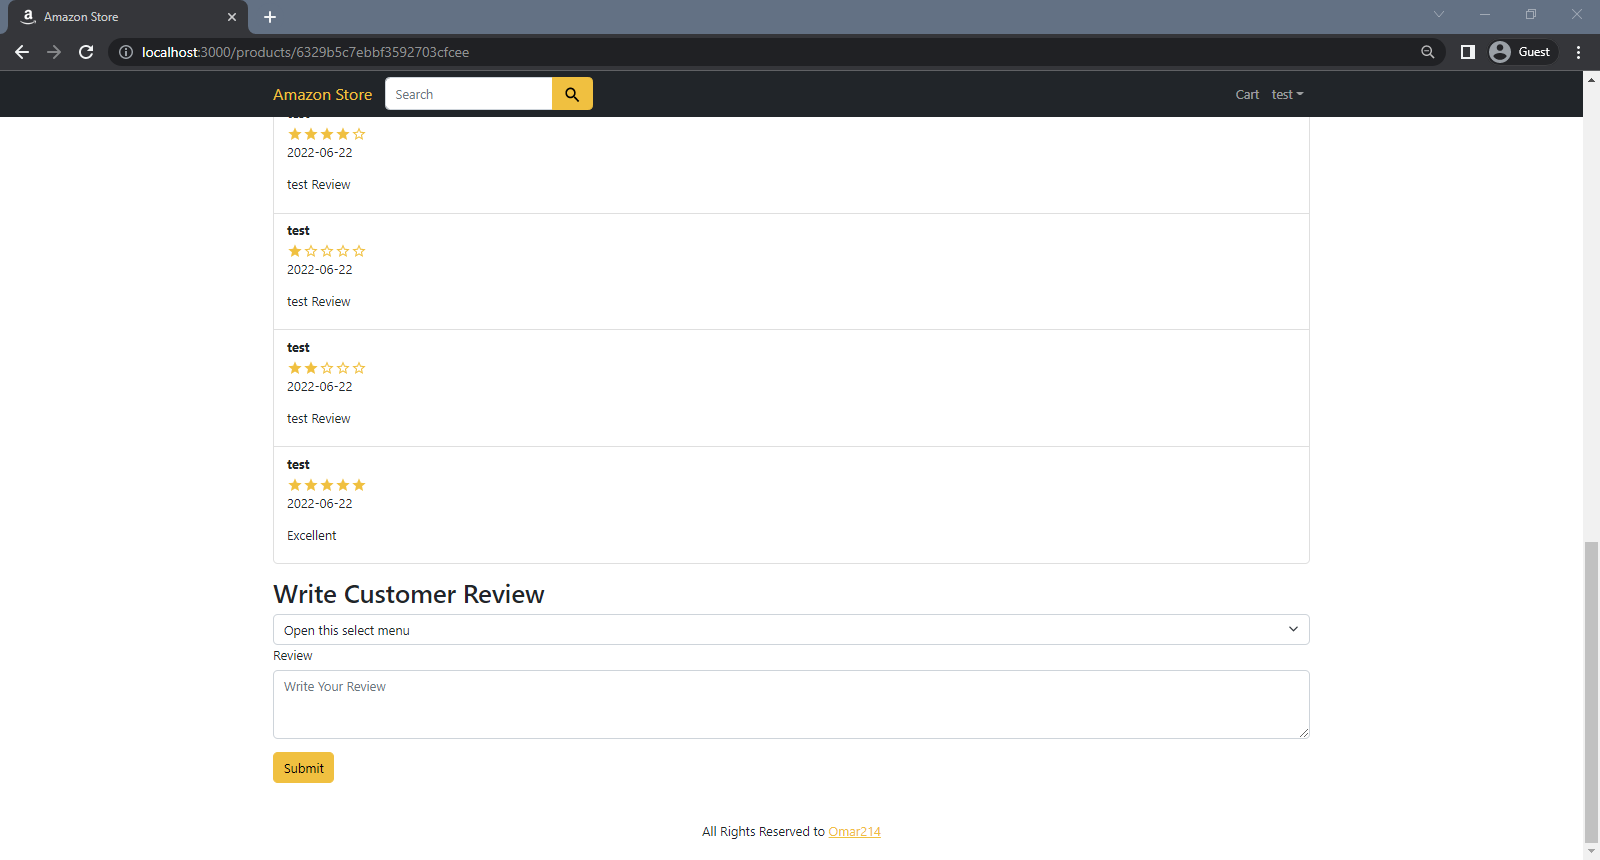 Amazon Store
localhost:3000/products/6329b5c7ebbf3592703cfcee
Guest
Amazon Store
Search
Cart
test
2022-06-22
test Review
test
2022-06-22
test Review
test
2022-06-22
test Review
test
2022-06-22
Excellent
Write Customer Review
Open this select menu
Review
Write Your Review
Submit
All Rights Reserved to Omar214